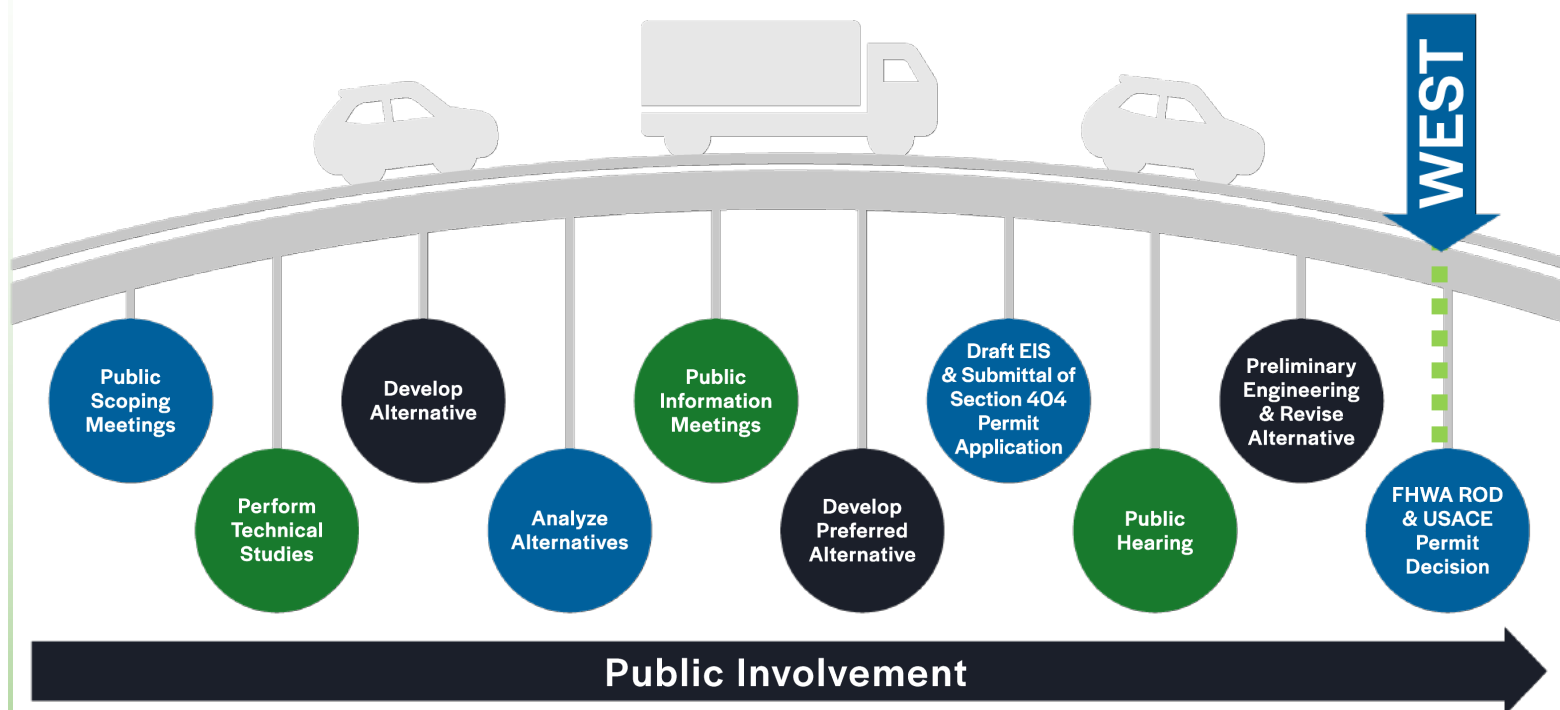 WEST
Public
Scoping
Meetings
Perform
Technical
Studies
Develop
Alternative
Analyze
Alternatives
Public
Information
Meetings
Develop
Preferred
Alternative
Draft EIS
& Submittal of
Section 404
Permit
Application
Public
Hearing
Preliminary
Engineering
& Revise
Alternative
FHWA ROD
& USACE
Permit
Decision
Public Involvement